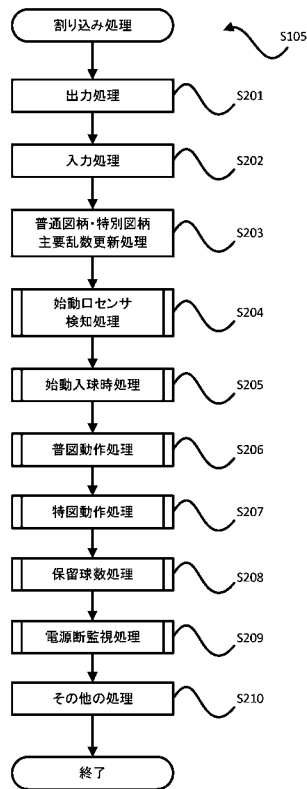 割り込み処理
S105
出力処理
S201
入力処理
S202
普通図柄・特別図柄
主要乱数更新処理
S203
始動口センサ
検知処理
S204
始動入球時処理
S205
普図動作処理
S206
特図動作処理
S207
保留球数処理
S208
電源断監視処理
S209
その他の処理
S210
終了